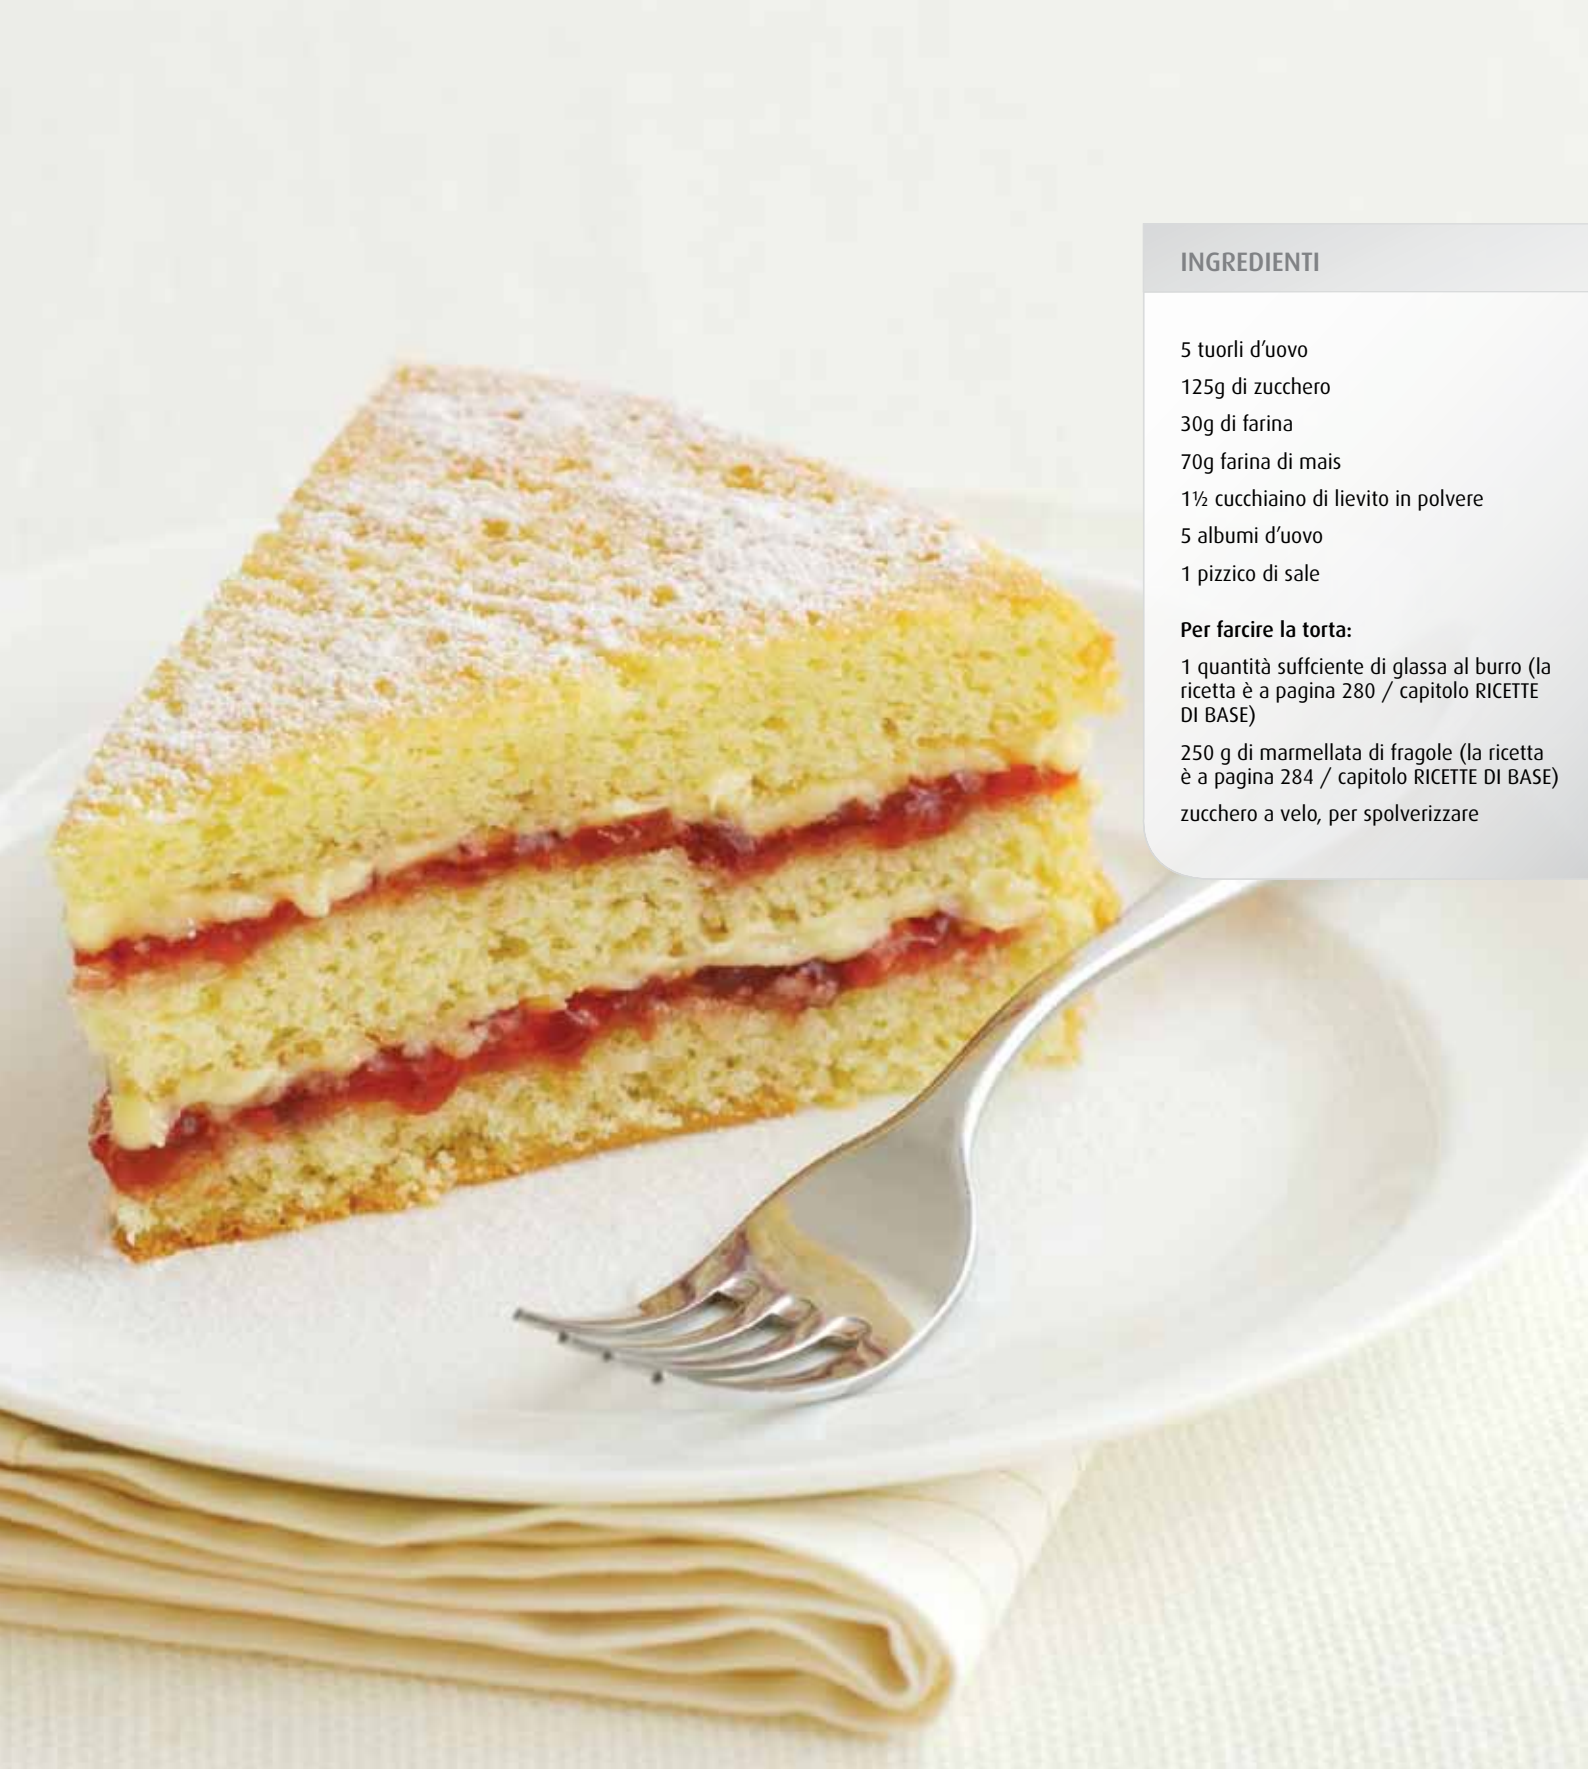 INGREDIENTI
5 tuorli d’uovo
125g di zucchero
30g di farina
70g farina di mais
1½ cucchiaino di lievito in polvere
5 albumi d’uovo
1 pizzico di sale
Per farcire la torta:
1 quantità suffciente di glassa al burro (la
ricetta è a pagina 280 / capitolo RICETTE
DI BASE)
250 g di marmellata di fragole (la ricetta
è a pagina 284 / capitolo RICETTE DI BASE)
zucchero a velo, per spolverizzare